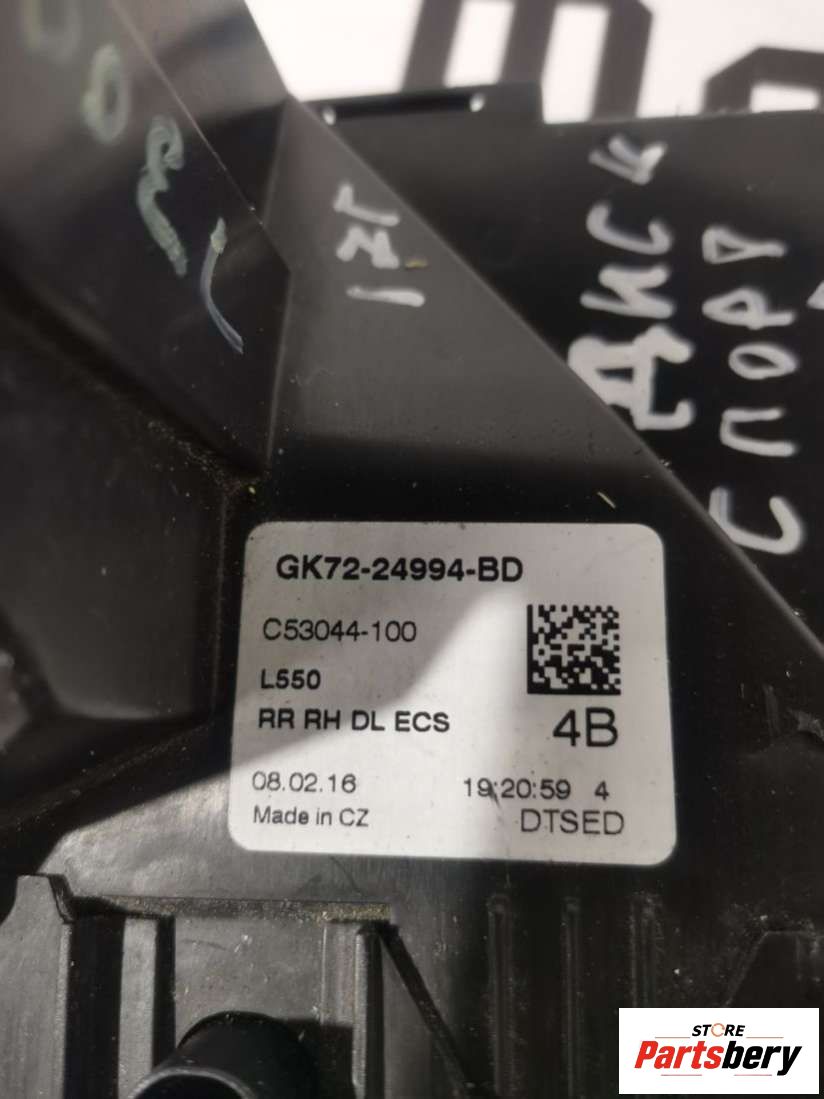 ДИСК
СПОРТ
GK72-24994-BD
C53044-100
L550
RR RH DL ECS
4B
08.02.16
19:20:59 4
Made in CZ
DTSED
STORE
Partsbery